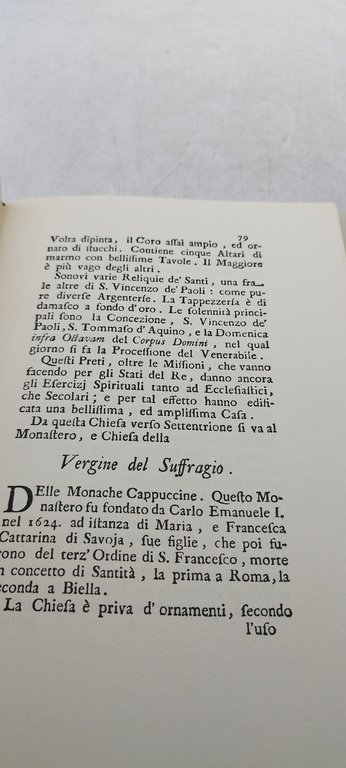 79
Volta dipinta, il Coro aſſai ampio, ed or-
nato di ſtucchi. Contiene cinque Altari di
marmo con belliſſime Tavole. Il Maggiore
è più vago degli altri.
Sonovi varie Reliquie de' Santi, una fra
le altre di S. Vincenzo de' Paoli: come pu-
re diverſe Argenterſe. La Tappezzerſa è di
damaſco a fondo d'oro. Le ſolennità princi-
pali ſono la Concezione, S. Vincenzo de'
Paoli, S. Tommaſo d'Aquino, e la Domenica
infra Octavam del Corpus Domini, nel qual
giorno ſi fa la Proceſſione del Venerabile.
Queſti Preti, oltre le Miſſioni, che vanno
facendo per gli Stati del Re, danno ancora
gli Eſercizj Spirituali tanto ad Eccleſiaſtici,
che Secolari; e per tal effetto hanno edifi-
cata una belliſſima, ed ampliſſima Caſa.
Da queſta Chieſa verſo Settentrione ſi va al
Monaſtero, e Chieſa della
Vergine del Suffragio.
DElle Monache Cappuccine. Queſto Mo-
naſtero fu fondato da Carlo Emanuele I.
nel 1624. ad iſtanza di Maria, e Franceſca
Cattarina di Savoja, ſue figlie, che poi fu-
rono del terz' Ordine di S. Franceſco, morte
n concetto di Santità, la prima a Roma, la
econda a Biella.
La Chieſa è priva d'ornamenti, ſecondo
l'uſo